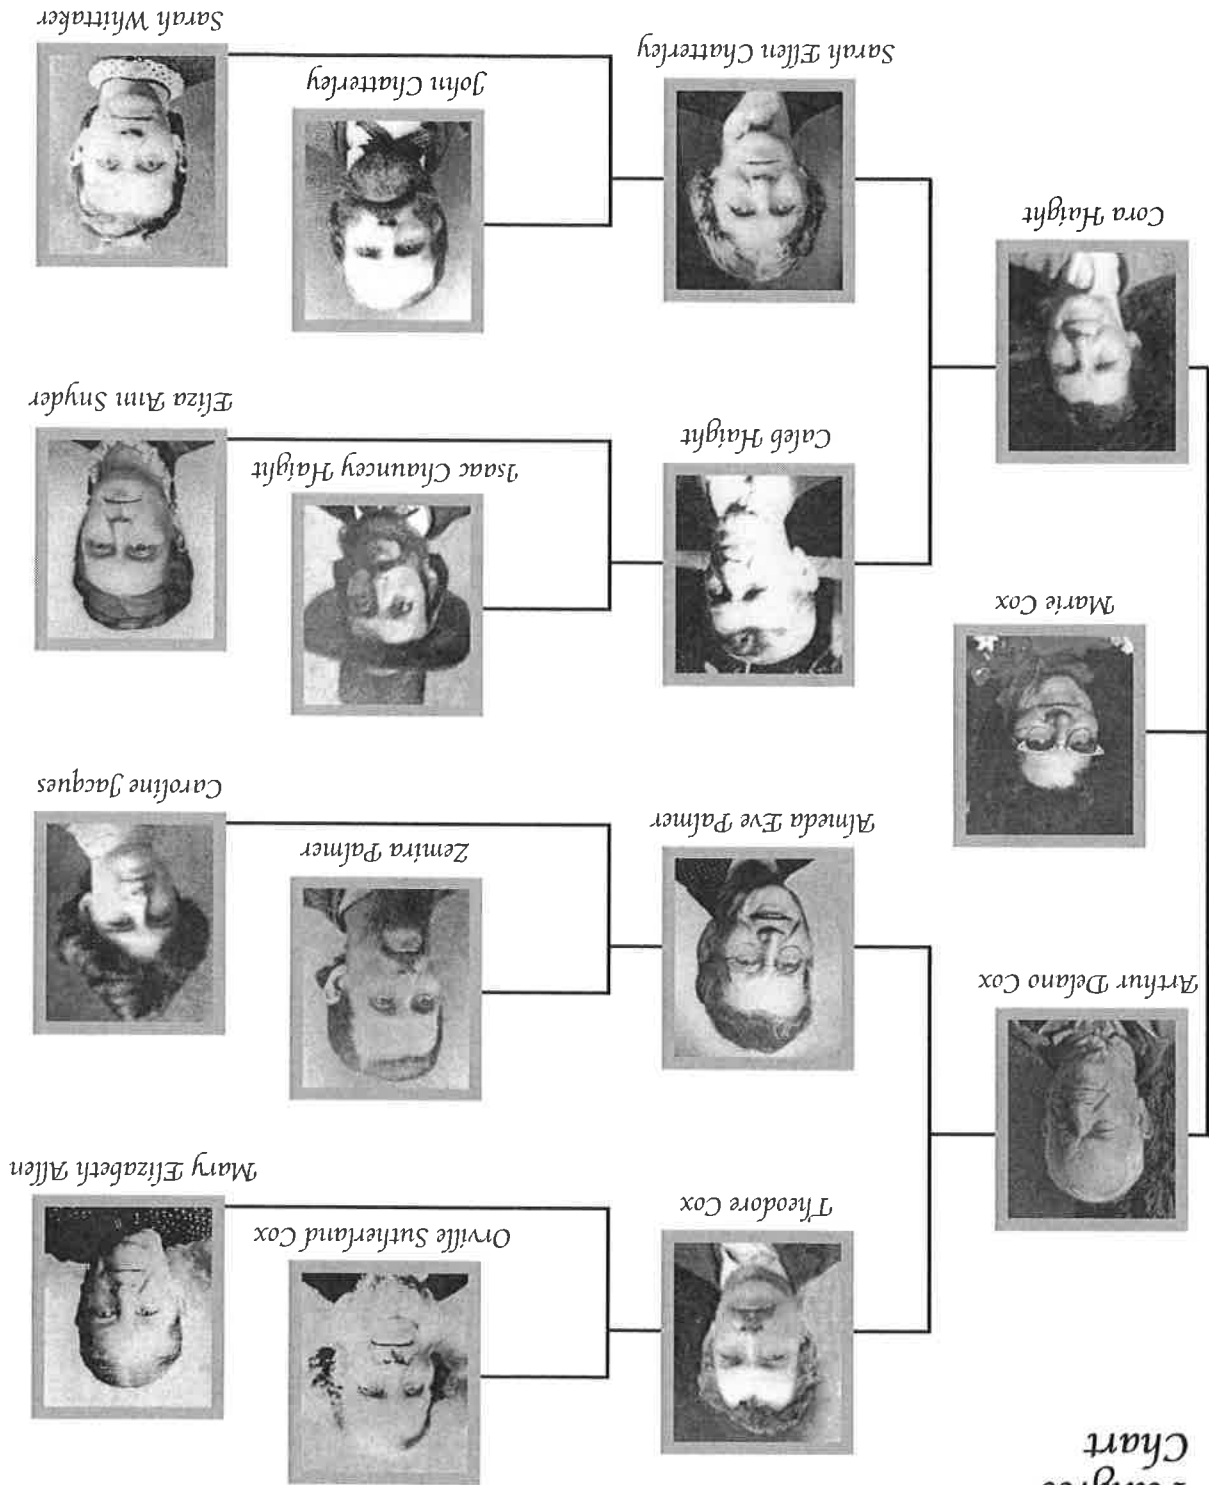 Pedigree
Chart
Orville Sutherland Cox
Theodore Cox
Mary Elizabeth Allen
Arthur Delano Cox
Zemira Palmer
Almeda Eve Palmer
Caroline Jacques
Marie Cox
Isaac Chauncey Haight
Caleb Haight
Eliza Ann Snyder
Cora Haight
John Chatterley
Sarah Ellen Chatterley
Sarah Whittaker